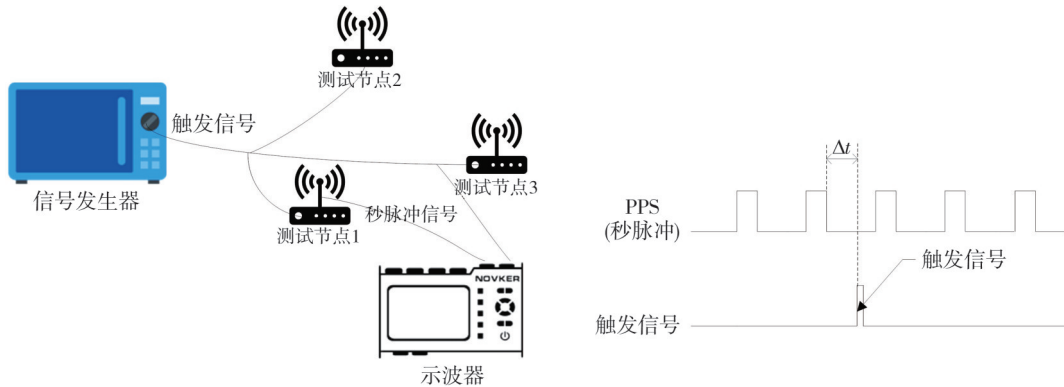 测试节点2
触发信号
测试节点3
信号发生器
测试节点1
秒脉冲信号
NOVKER
示波器
Δt
PPS
(秒脉冲)
触发信号
触发信号